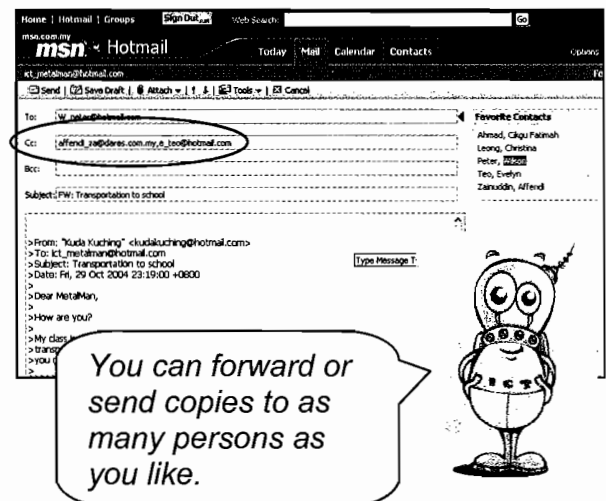 Home | Hotmail | Groups Sign Out.net Web Search: Go
msn.com.my
msn Hotmail Today Mail Calendar Contacts Options
ict_metalman@hotmail.com
Send | Save Draft | Attach | ! ↓ | Tools | Cancel
To:
Cc: affendi_za@dares.com.my,e_teo@hotmail.com
Bcc:
Subject: FW: Transportation to school
Favorite Contacts
Ahmad, Cikgu Fatimah
Leong, Christina
Peter, Wilson
Teo, Evelyn
Zainuddin, Affendi
>From: "Kuda Kuching" <kudakuching@hotmail.com>
>To: ict_metalman@hotmail.com
>Subject: Transportation to school
>Date: Fri, 29 Oct 2004 23:19:00 +0800
>
>Dear MetalMan,
>
>How are you?
>
>My class
>
Type Message
You can forward or
send copies to as
many persons as
you like.
ICT